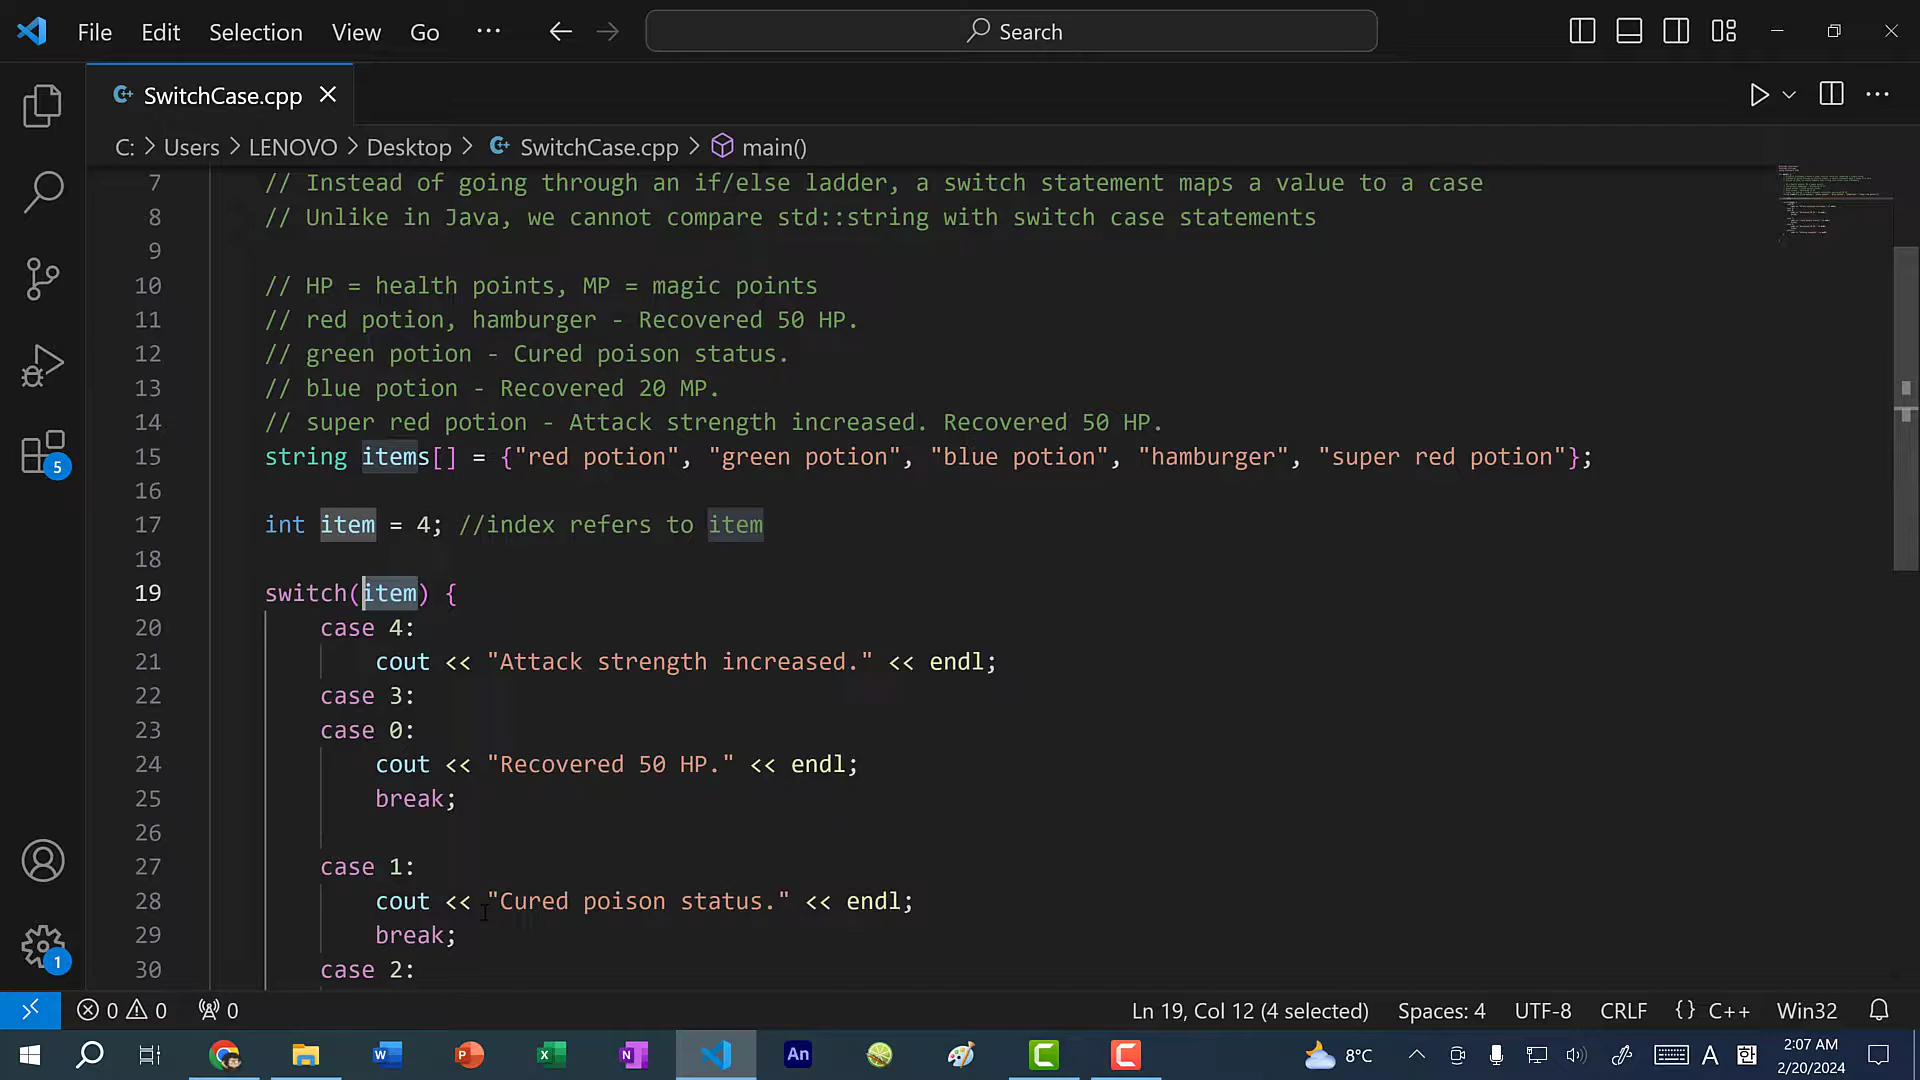 File Edit Selection View Go ··· Search
SwitchCase.cpp
C: > Users > LENOVO > Desktop > SwitchCase.cpp > main()
7 // Instead of going through an if/else ladder, a switch statement maps a value to a case
8 // Unlike in Java, we cannot compare std::string with switch case statements
9
10 // HP = health points, MP = magic points
11 // red potion, hamburger - Recovered 50 HP.
12 // green potion - Cured poison status.
13 // blue potion - Recovered 20 MP.
14 // super red potion - Attack strength increased. Recovered 50 HP.
15 string items[] = {"red potion", "green potion", "blue potion", "hamburger", "super red potion"};
16
17 int item = 4; //index refers to item
18
19 switch(item) {
20 case 4:
21 cout << "Attack strength increased." << endl;
22 case 3:
23 case 0:
24 cout << "Recovered 50 HP." << endl;
25 break;
26
27 case 1:
28 cout << "Cured poison status." << endl;
29 break;
30 case 2:
5
1
0 0 0 Ln 19, Col 12 (4 selected) Spaces: 4 UTF-8 CRLF {} C++ Win32
W P X N An C C 8°C A 한 2:07 AM
2/20/2024